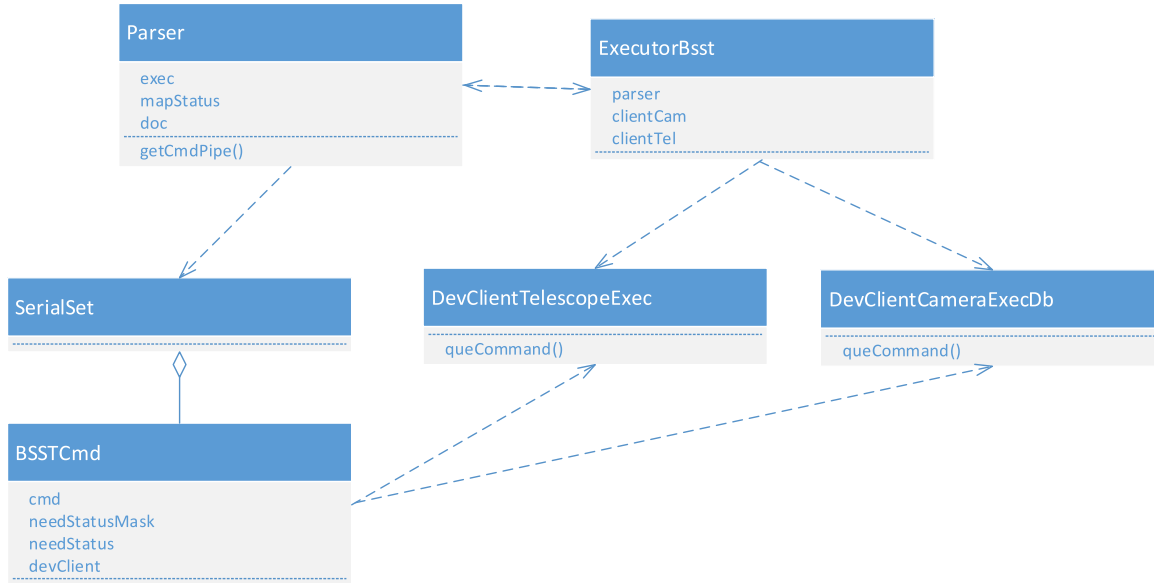 Parser
exec
mapStatus
doc
getCmdPipe()
ExecutorBsst
parser
clientCam
clientTel
SerialSet
DevClientTelescopeExec
queCommand()
DevClientCameraExecDb
queCommand()
BSSTCmd
cmd
needStatusMask
needStatus
devClient